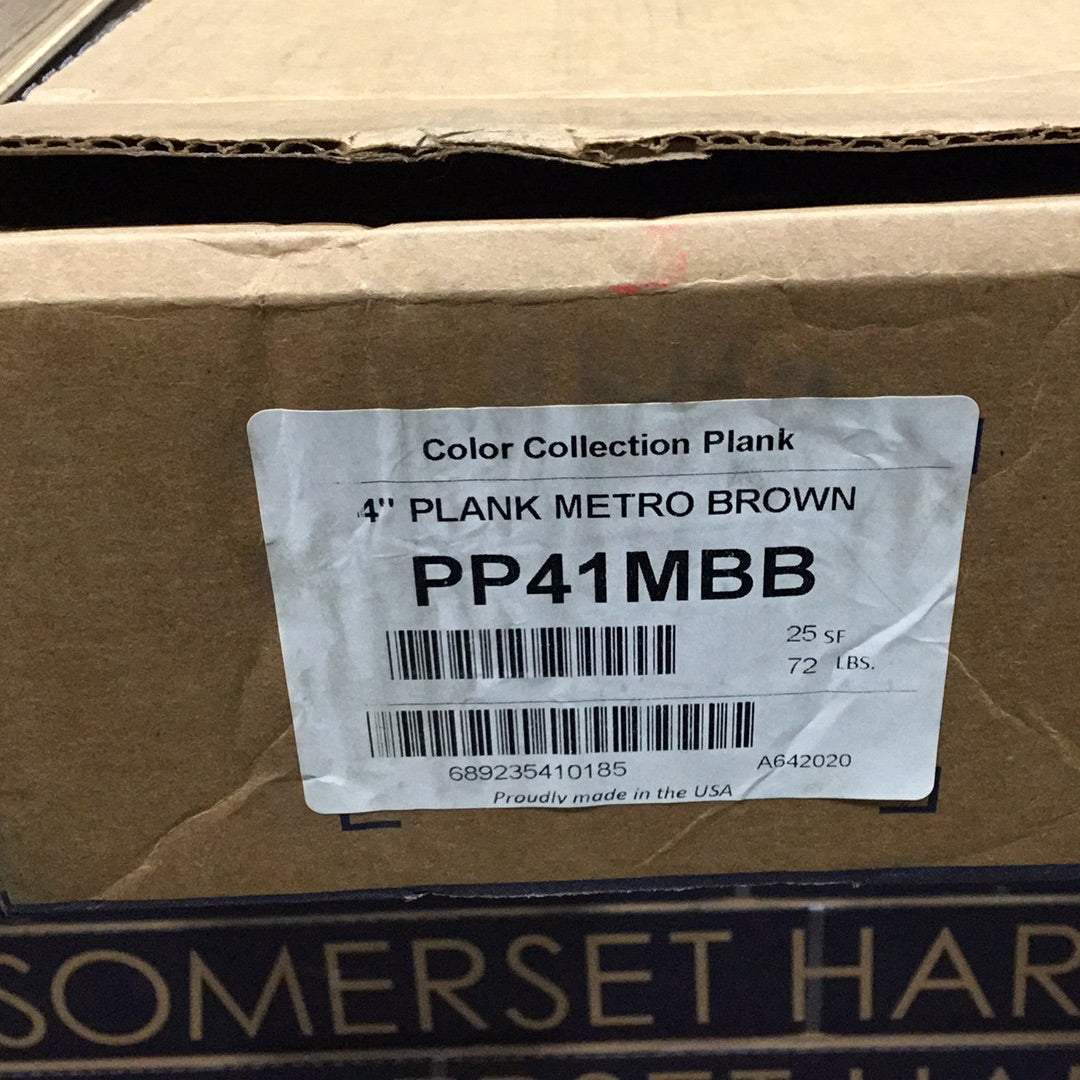 Color Collection Plank
4" PLANK METRO BROWN
PP41MBB
25 SF
72 LBS.
689235410185
A642020
Proudly made in the USA
SOMERSET HAR